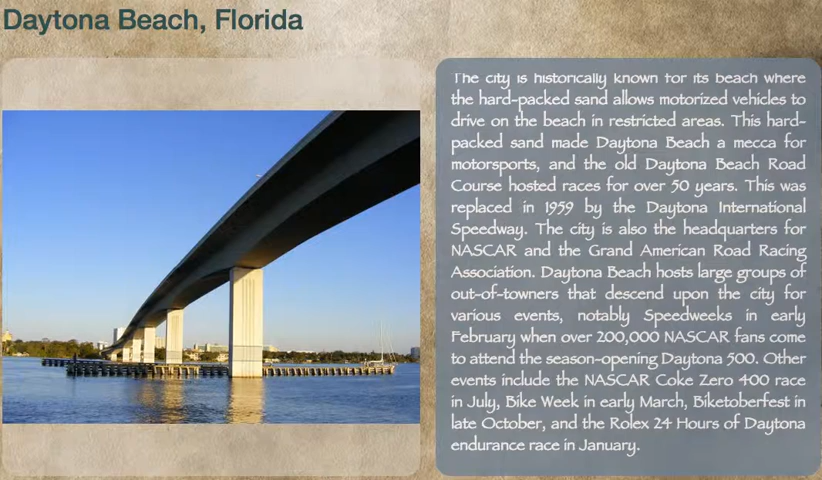 Daytona Beach, Florida
The city is historically known for its beach where
the hard-packed sand allows motorized vehicles to
drive on the beach in restricted areas. This hard-
packed sand made Daytona Beach a mecca for
motorsports, and the old Daytona Beach Road
Course hosted races for over 50 years. This was
replaced in 1959 by the Daytona International
Speedway. The city is also the headquarters for
NASCAR and the Grand American Road Racing
Association. Daytona Beach hosts large groups of
out-of-towners that descend upon the city for
various events, notably Speedweeks in early
February when over 200,000 NASCAR fans come
to attend the season-opening Daytona 500. Other
events include the NASCAR Coke Zero 400 race
in July, Bike Week in early March, Biketoberfest in
late October, and the Rolex 24 Hours of Daytona
endurance race in January.